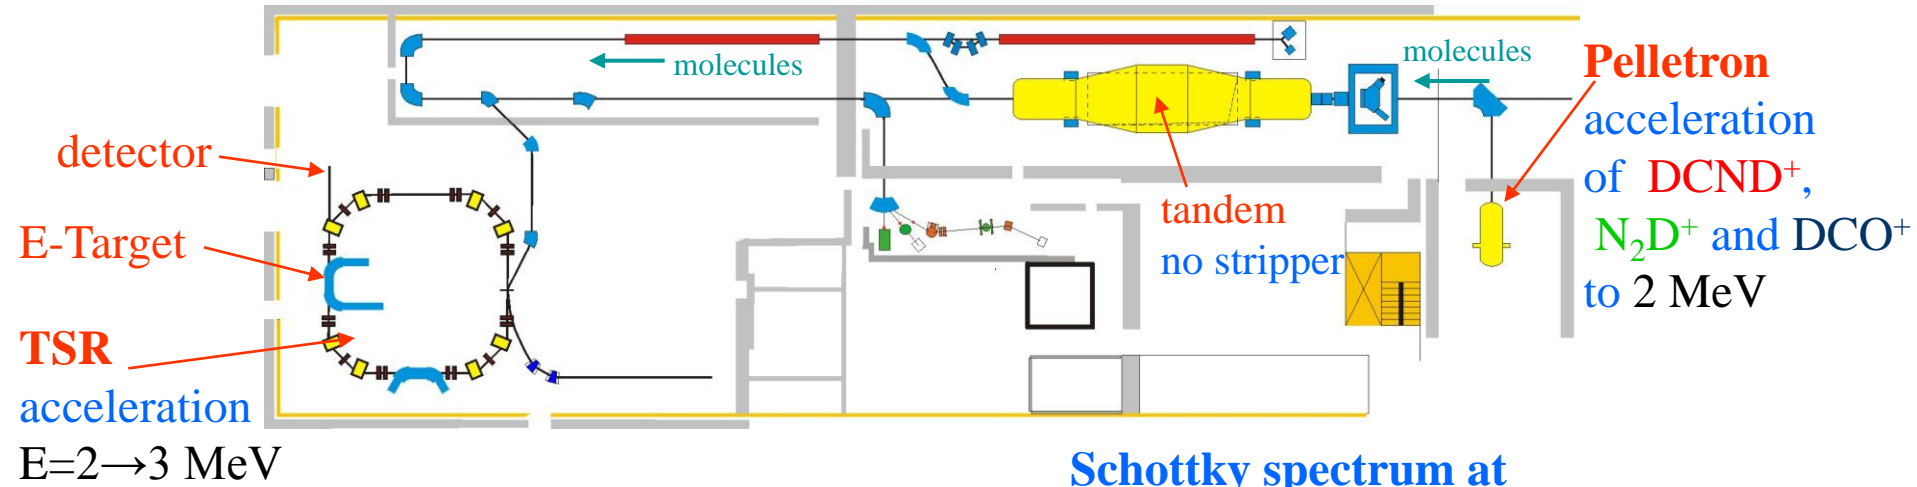 molecules
molecules
Pelletron
acceleration
of DCND⁺,
N₂D⁺ and DCO⁺
to 2 MeV
detector
E-Target
TSR
acceleration
E=2→3 MeV
tandem
no stripper
Schottky spectrum at